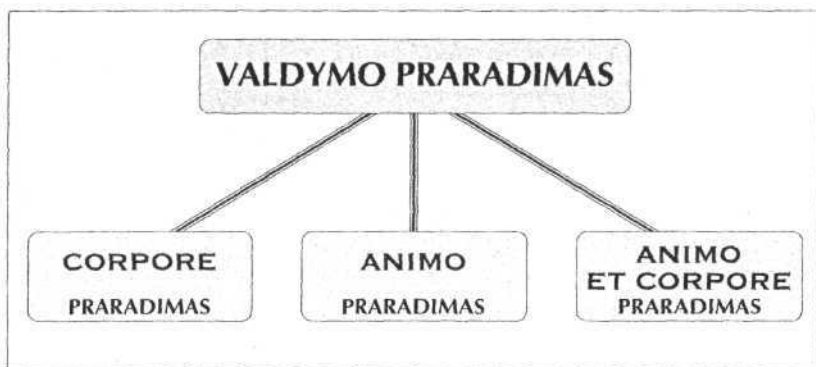 VALDYMO PRARADIMAS
CORPORE
PRARADIMAS
ANIMO
PRARADIMAS
ANIMO
ET CORPORE
PRARADIMAS